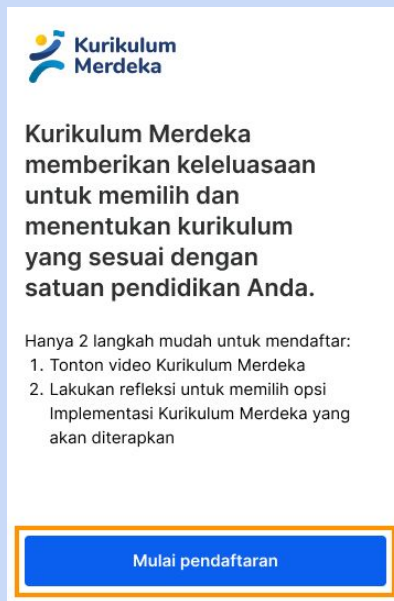 Kurikulum
Merdeka
Kurikulum Merdeka
memberikan keleluasaan
untuk memilih dan
menentukan kurikulum
yang sesuai dengan
satuan pendidikan Anda.
Hanya 2 langkah mudah untuk mendaftar:
1. Tonton video Kurikulum Merdeka
2. Lakukan refleksi untuk memilih opsi
Implementasi Kurikulum Merdeka yang
akan diterapkan
Mulai pendaftaran